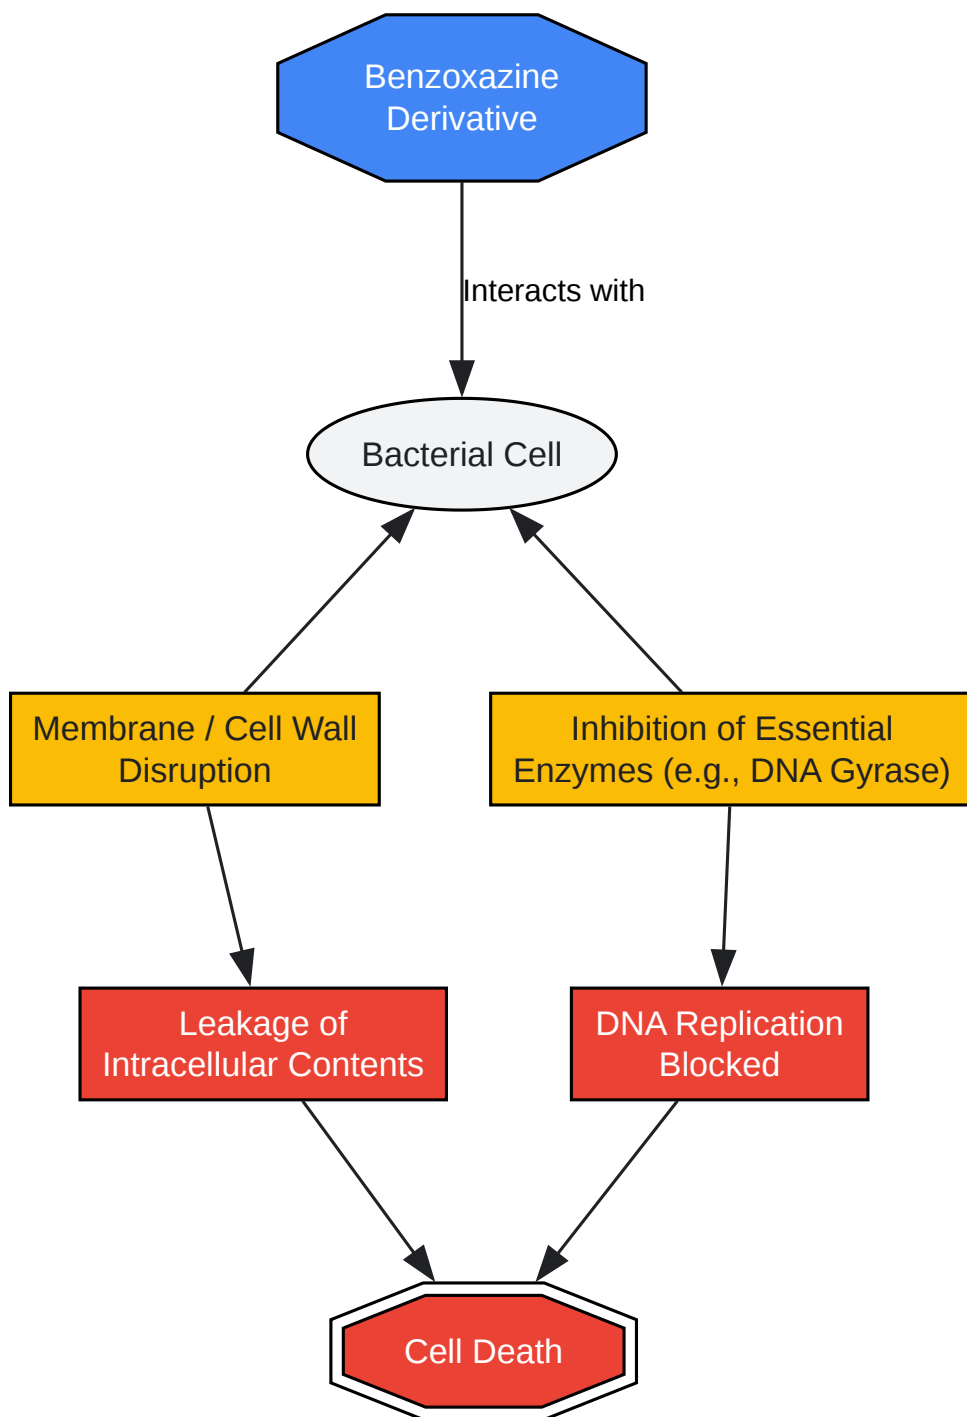 Benzoxazine
Derivative
Interacts with
Bacterial Cell
Membrane / Cell Wall
Disruption
Inhibition of Essential
Enzymes (e.g., DNA Gyrase)
Leakage of
Intracellular Contents
DNA Replication
Blocked
Cell Death